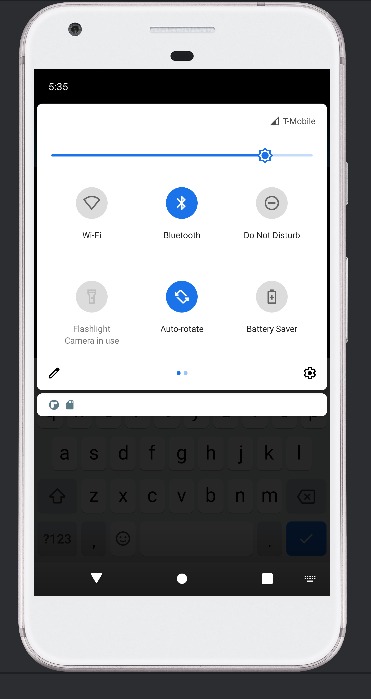 5:35
T-Mobile
Wi-Fi
Bluetooth
Do Not Disturb
Flashlight
Camera in use
Auto-rotate
Battery Saver
a s d f g h j k l
z x c v b n m
?123 , .